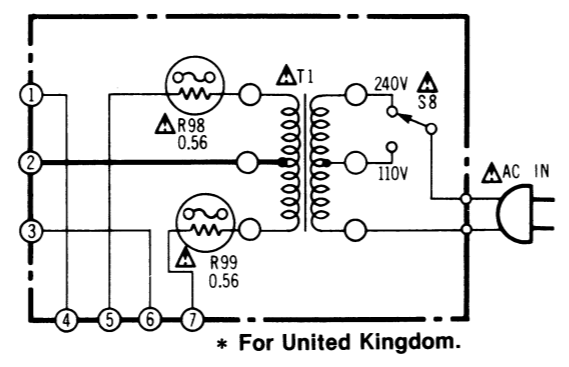 T1
240V
S8
1
R98
0.56
2
110V
AC IN
3
R99
0.56
4 5 6 7
* For United Kingdom.